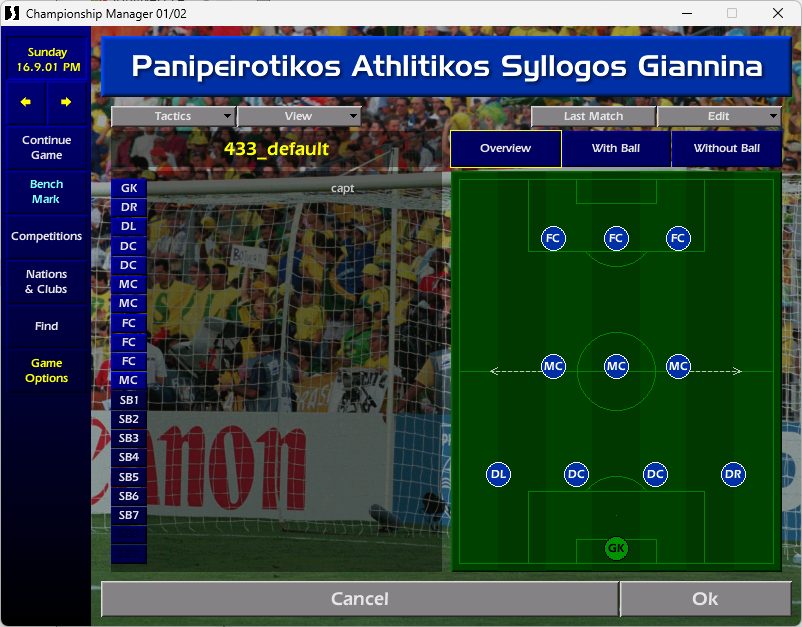 Championship Manager 01/02
Sunday
16.9.01 PM
Continue
Game
Bench
Mark
Competitions
Nations
& Clubs
Find
Game
Options
Panipeirotikos Athlitikos Syllogos Giannina
Tactics
View
Last Match
Edit
433_default
Overview
With Ball
Without Ball
GK capt
DR
DL
DC
DC
MC
MC
FC
FC
FC
MC
SB1
SB2
SB3
SB4
SB5
SB6
SB7
FC FC FC
MC MC MC
DL DC DC DR
GK
Cancel
Ok